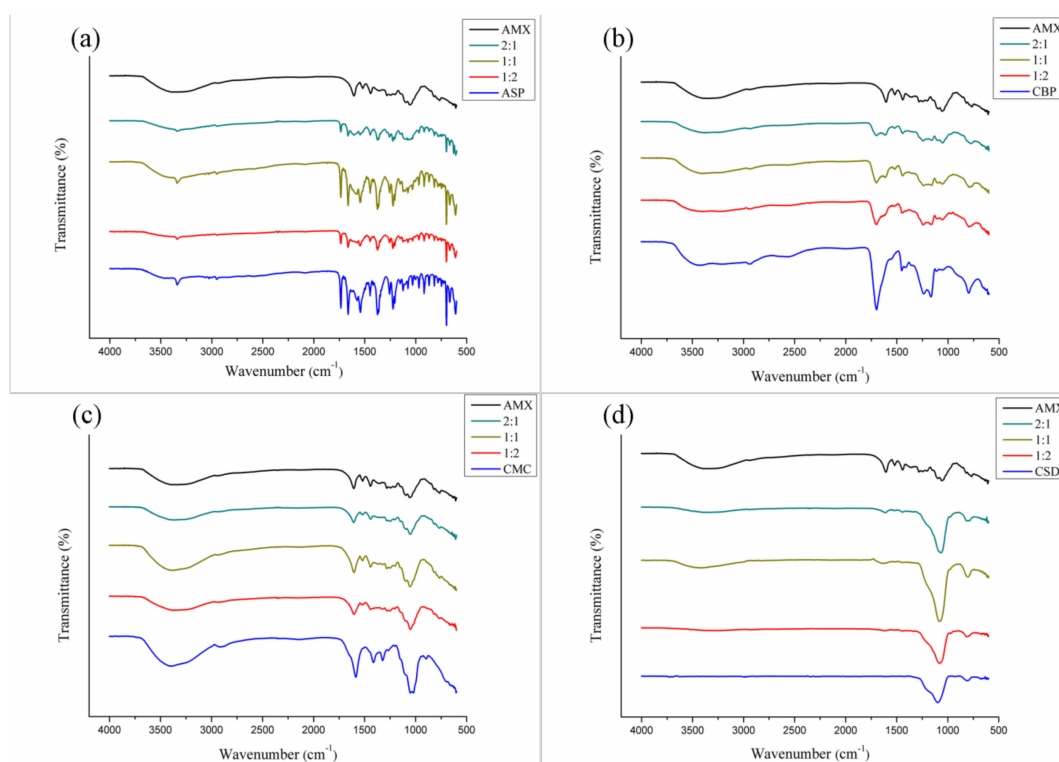 (a)
AMX
2:1
1:1
1:2
ASP
Transmittance (%)
4000 3500 3000 2500 2000 1500 1000 500
Wavenumber (cm⁻¹)
(b)
AMX
2:1
1:1
1:2
CBP
Transmittance (%)
4000 3500 3000 2500 2000 1500 1000 500
Wavenumber (cm⁻¹)
(c)
AMX
2:1
1:1
1:2
CMC
Transmittance (%)
4000 3500 3000 2500 2000 1500 1000 500
Wavenumber (cm⁻¹)
(d)
AMX
2:1
1:1
1:2
CSD
Transmittance (%)
4000 3500 3000 2500 2000 1500 1000 500
Wavenumber (cm⁻¹)